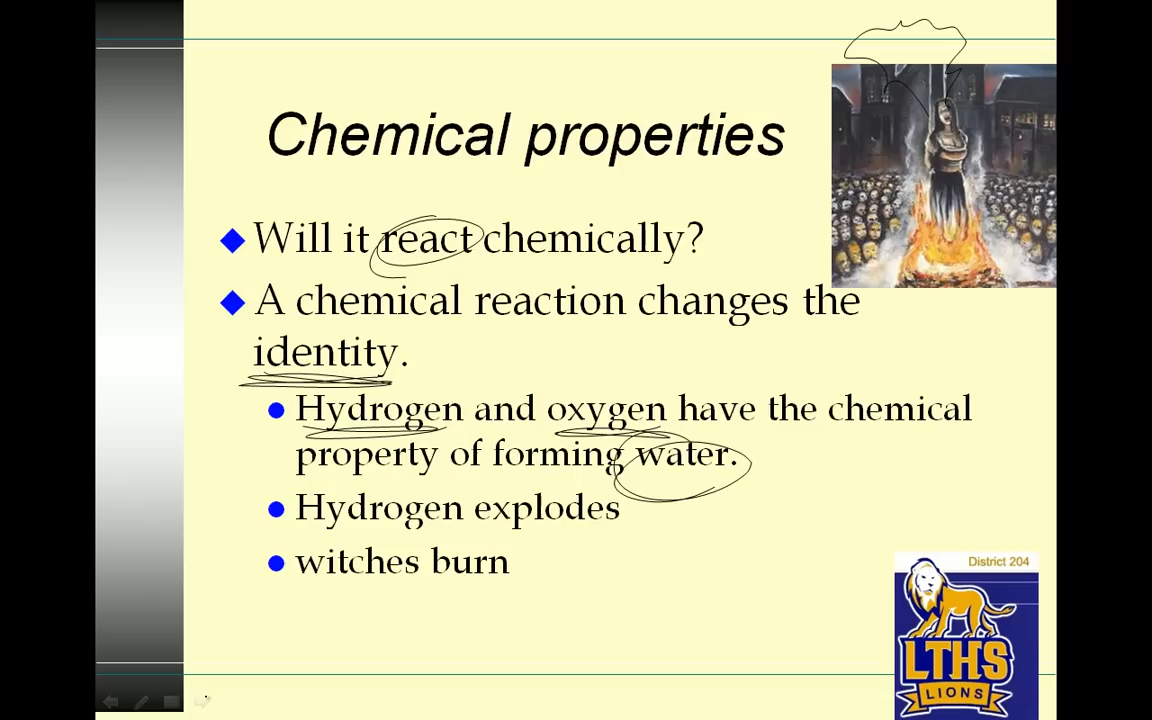 Chemical properties
Will it react chemically?
A chemical reaction changes the
identity.
Hydrogen and oxygen have the chemical
property of forming water.
Hydrogen explodes
witches burn
District 204
LTHS
LIONS